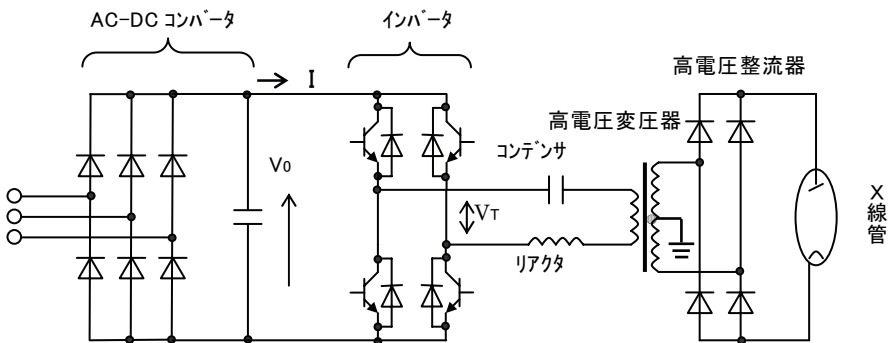 AC-DC コンバータ
インバータ
I
高電圧整流器
高電圧変圧器
コンデンサ
V0
VT
リアクタ
X線管